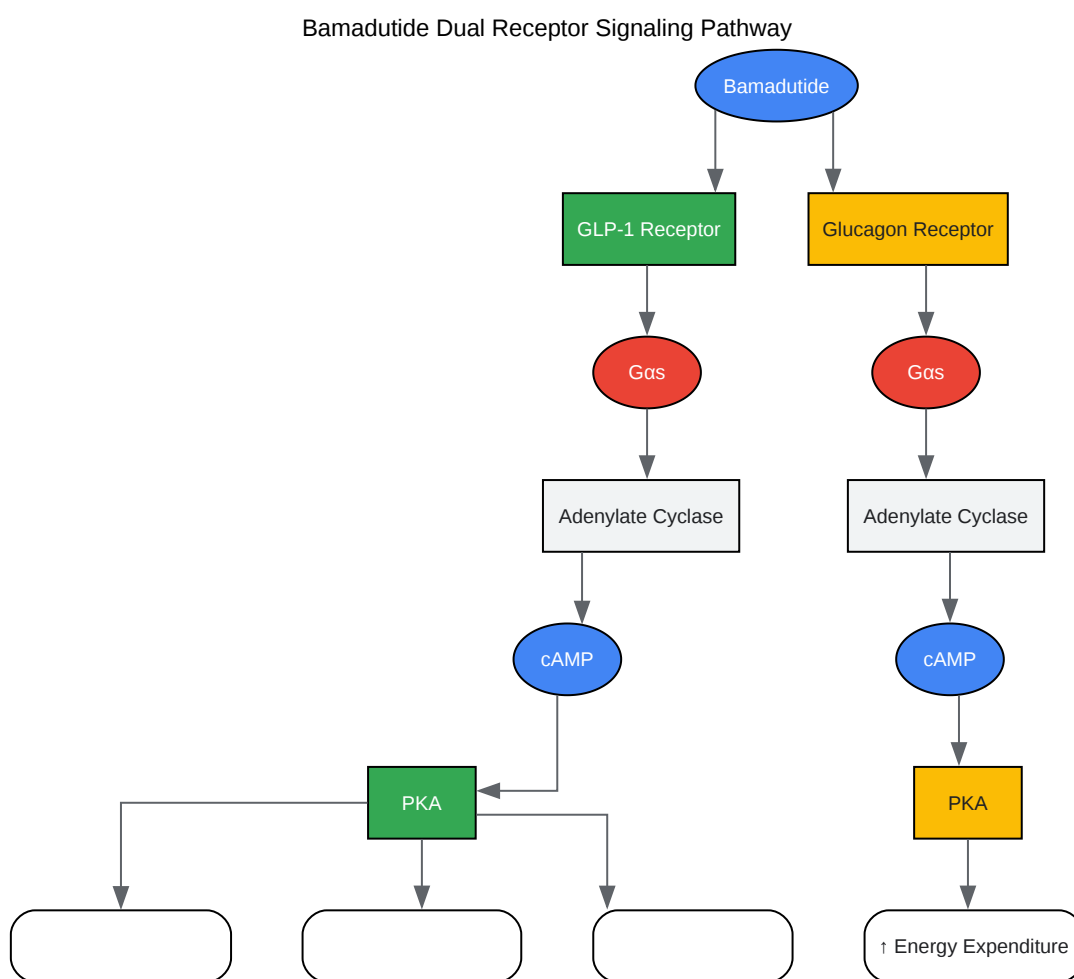 Bamadutide Dual Receptor Signaling Pathway
Bamadutide
GLP-1 Receptor
Glucagon Receptor
Gαs
Gαs
Adenylate Cyclase
Adenylate Cyclase
cAMP
cAMP
PKA
PKA
↑ Energy Expenditure